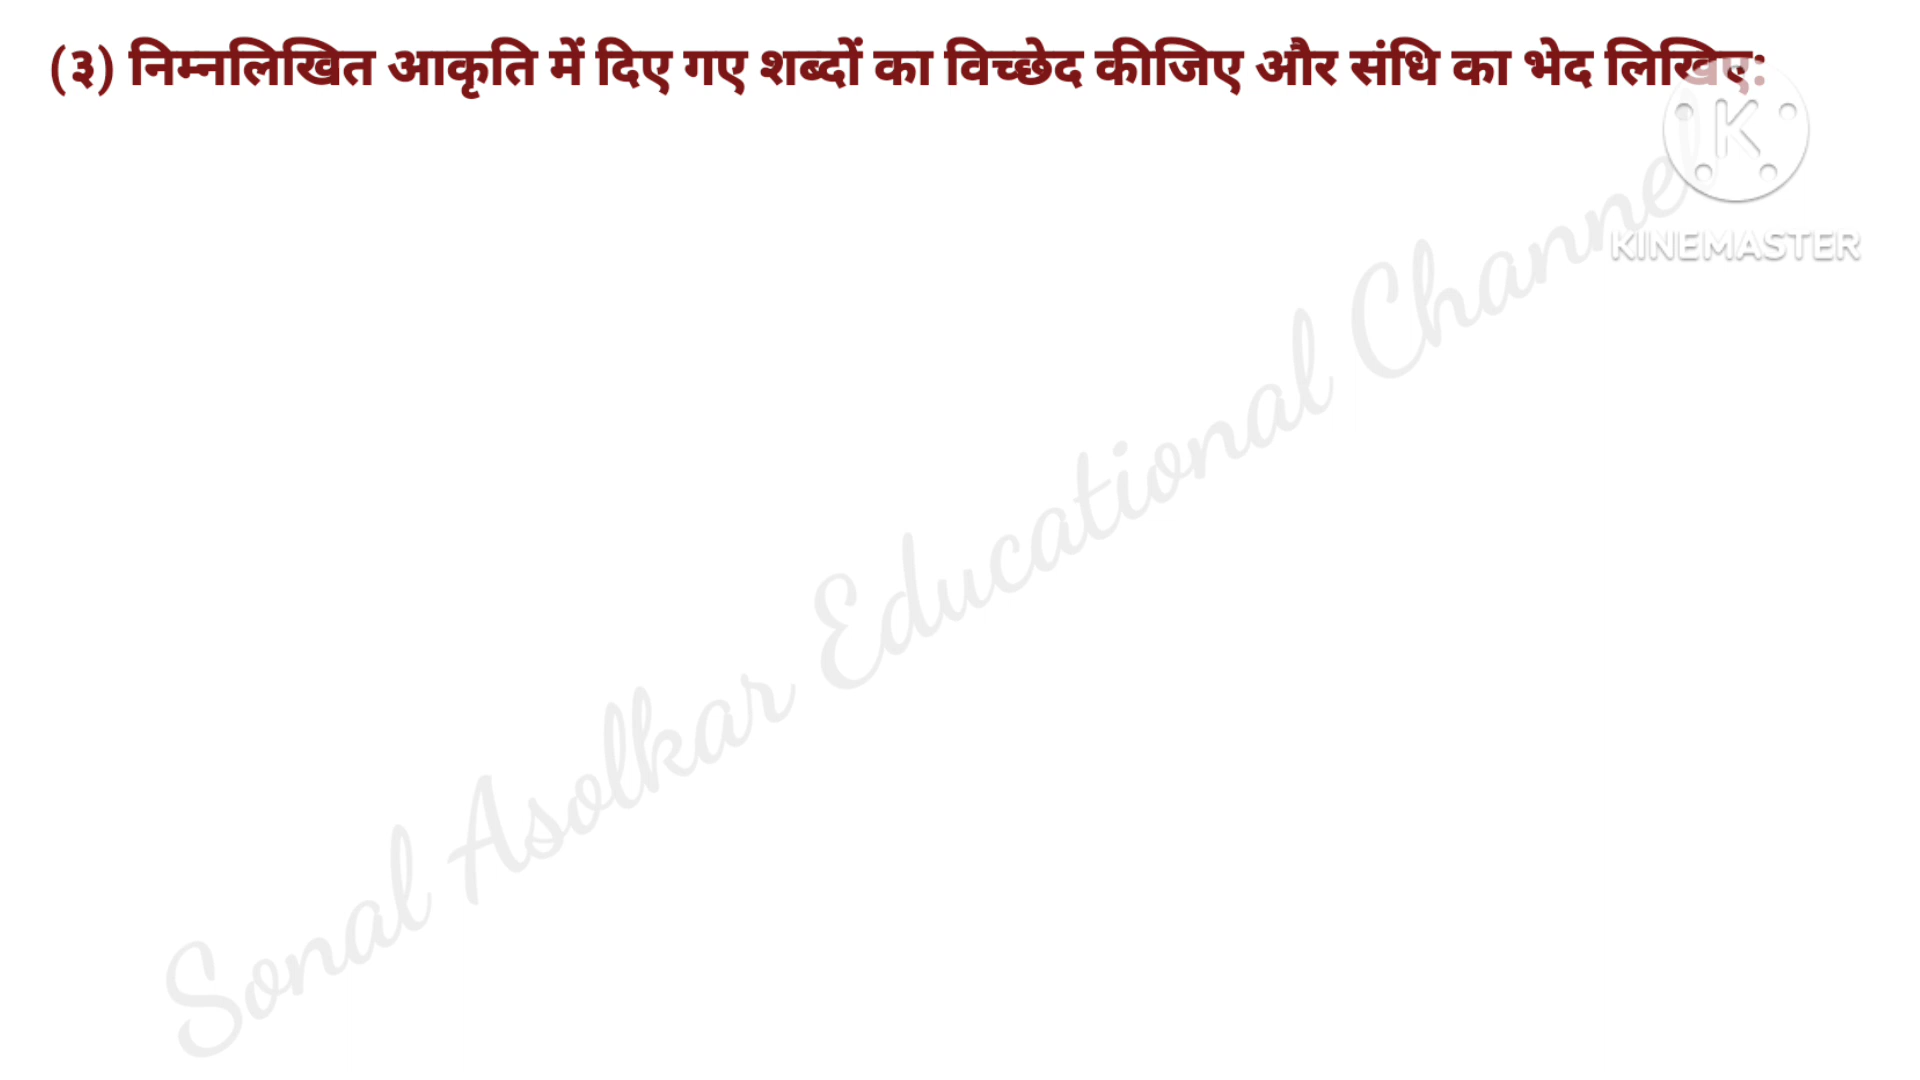 (३) निम्नलिखित आकृति में दिए गए शब्दों का विच्छेद कीजिए और संधि का भेद लिखिए:
K
KINEMASTER
Sonal Asolkar Educational Channel